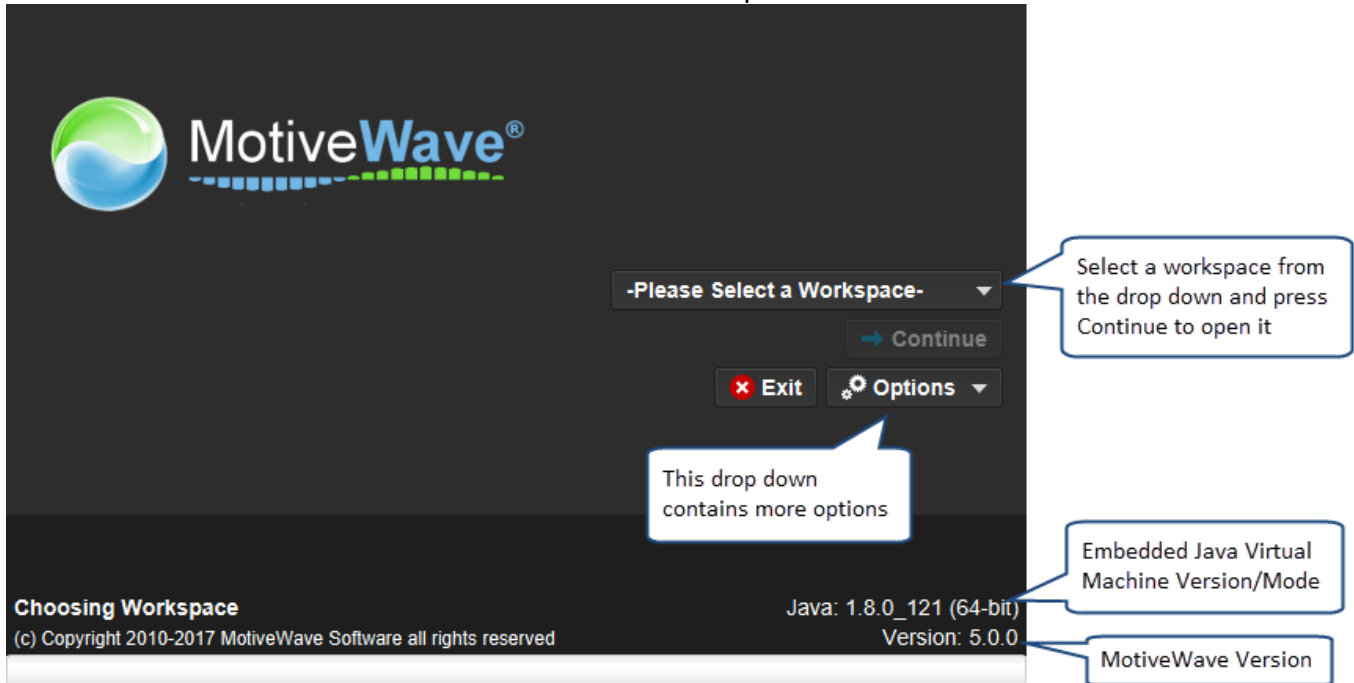 MotiveWave®
-Please Select a Workspace-
Select a workspace from
the drop down and press
Continue to open it
Continue
Exit
Options
This drop down
contains more options
Embedded Java Virtual
Machine Version/Mode
Choosing Workspace
Java: 1.8.0_121 (64-bit)
(c) Copyright 2010-2017 MotiveWave Software all rights reserved
Version: 5.0.0
MotiveWave Version